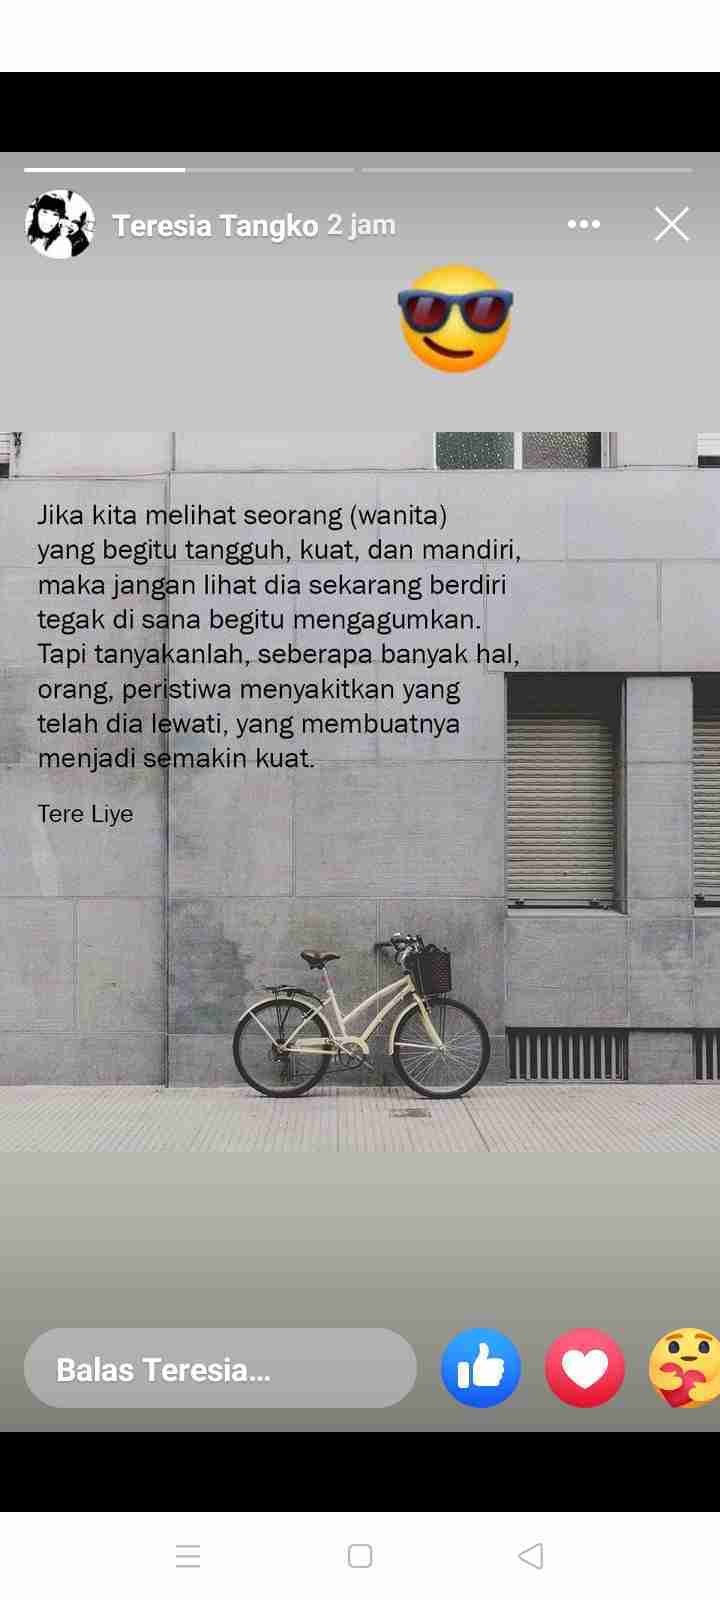 Teresia Tangko 2 jam
Jika kita melihat seorang (wanita)
yang begitu tangguh, kuat, dan mandiri,
maka jangan lihat dia sekarang berdiri
tegak di sana begitu mengagumkan.
Tapi tanyakanlah, seberapa banyak hal,
orang, peristiwa menyakitkan yang
telah dia lewati, yang membuatnya
menjadi semakin kuat.
Tere Liye
Balas Teresia...